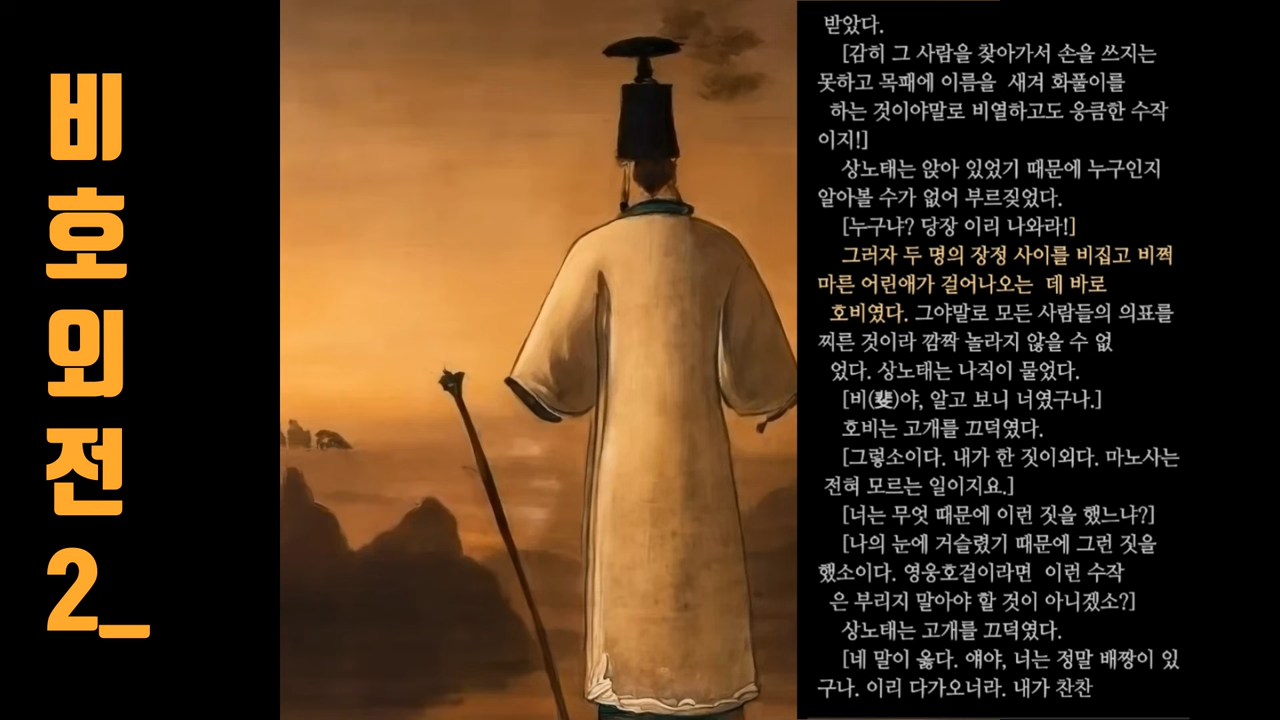 비호외전 2_
받았다.
[감히 그 사람을 찾아가서 손을 쓰지는
못하고 목패에 이름을 새겨 화풀이를
하는 것이야말로 비열하고도 응큼한 수작
이지!]
상노태는 앉아 있었기 때문에 누구인지
알아볼 수가 없어 부르짖었다.
[누구냐? 당장 이리 나와라!]
그러자 두 명의 장정 사이를 비집고 비쩍
마른 어린애가 걸어나오는 데 바로
호비였다. 그야말로 모든 사람들의 의표를
찌른 것이라 깜짝 놀라지 않을 수 없
었다. 상노태는 나직이 물었다.
[비(斐)야, 알고 보니 너였구나.]
호비는 고개를 끄덕였다.
[그렇소이다. 내가 한 짓이외다. 마노사는
전혀 모르는 일이지요.]
[너는 무엇 때문에 이런 짓을 했느냐?]
[나의 눈에 거슬렸기 때문에 그런 짓을
했소이다. 영웅호걸이라면 이런 수작
은 부리지 말아야 할 것이 아니겠소?]
상노태는 고개를 끄덕였다.
[네 말이 옳다. 얘야, 너는 정말 배짱이 있
구나. 이리 다가오너라. 내가 찬찬